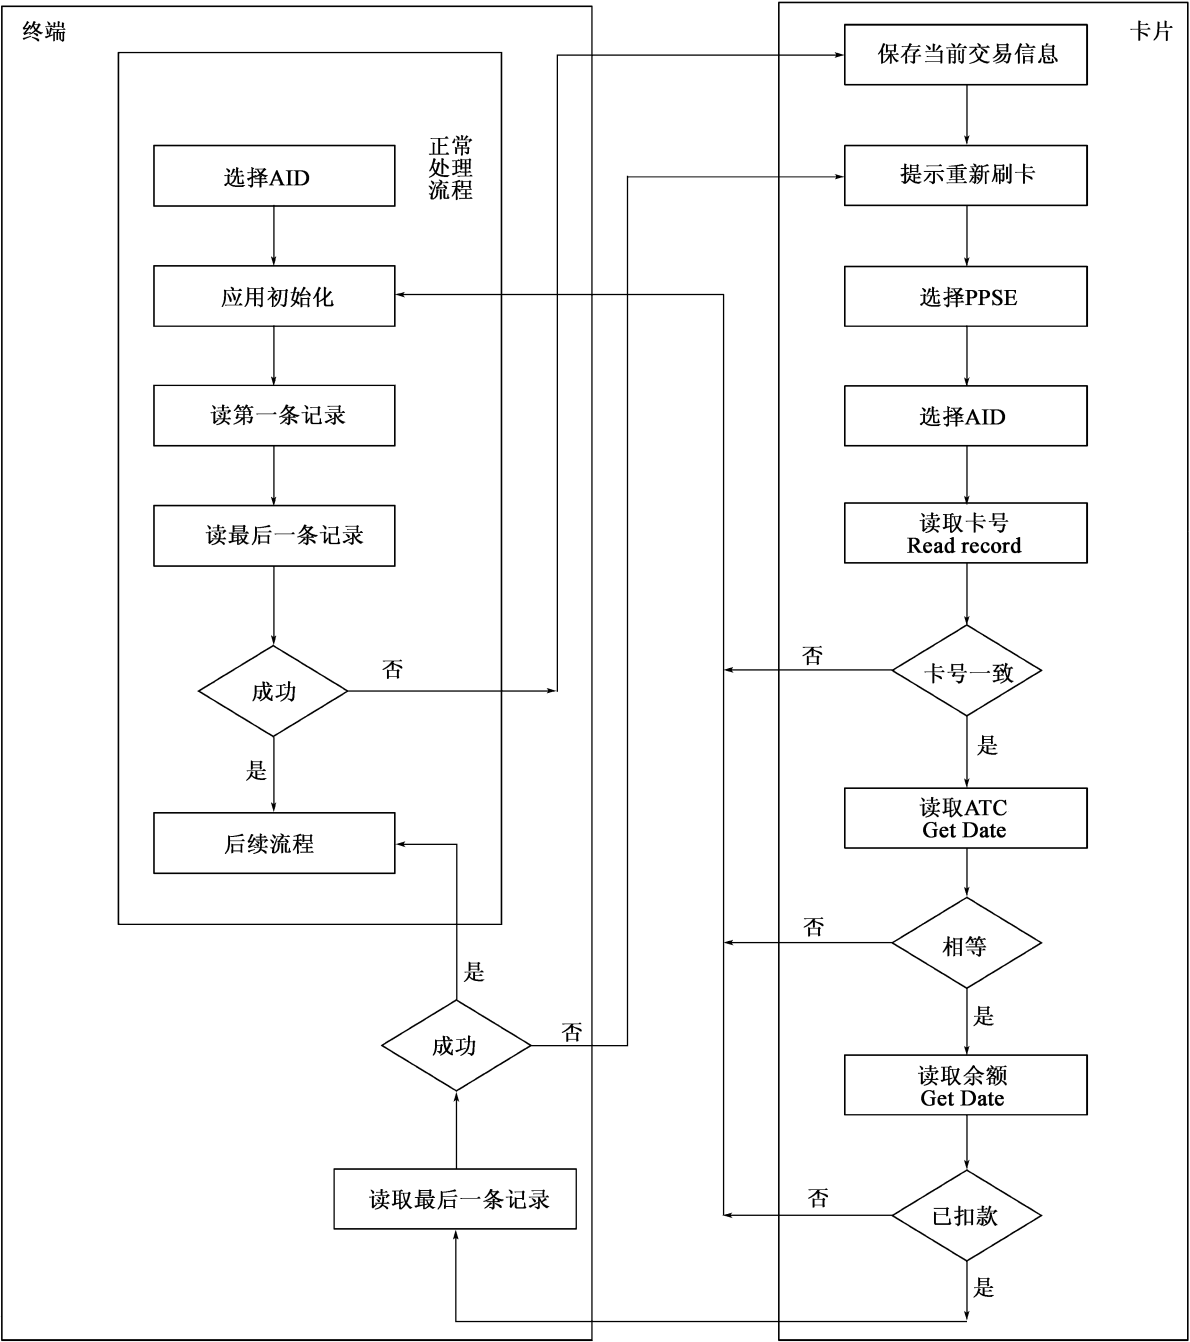 终端
正常
处理
流程
选择AID
应用初始化
读第一条记录
读最后一条记录
成功
否
是
后续流程
是
成功
否
读取最后一条记录
卡片
保存当前交易信息
提示重新刷卡
选择PPSE
选择AID
读取卡号
Read record
卡号一致
否
是
读取ATC
Get Date
相等
否
是
读取余额
Get Date
已扣款
否
是